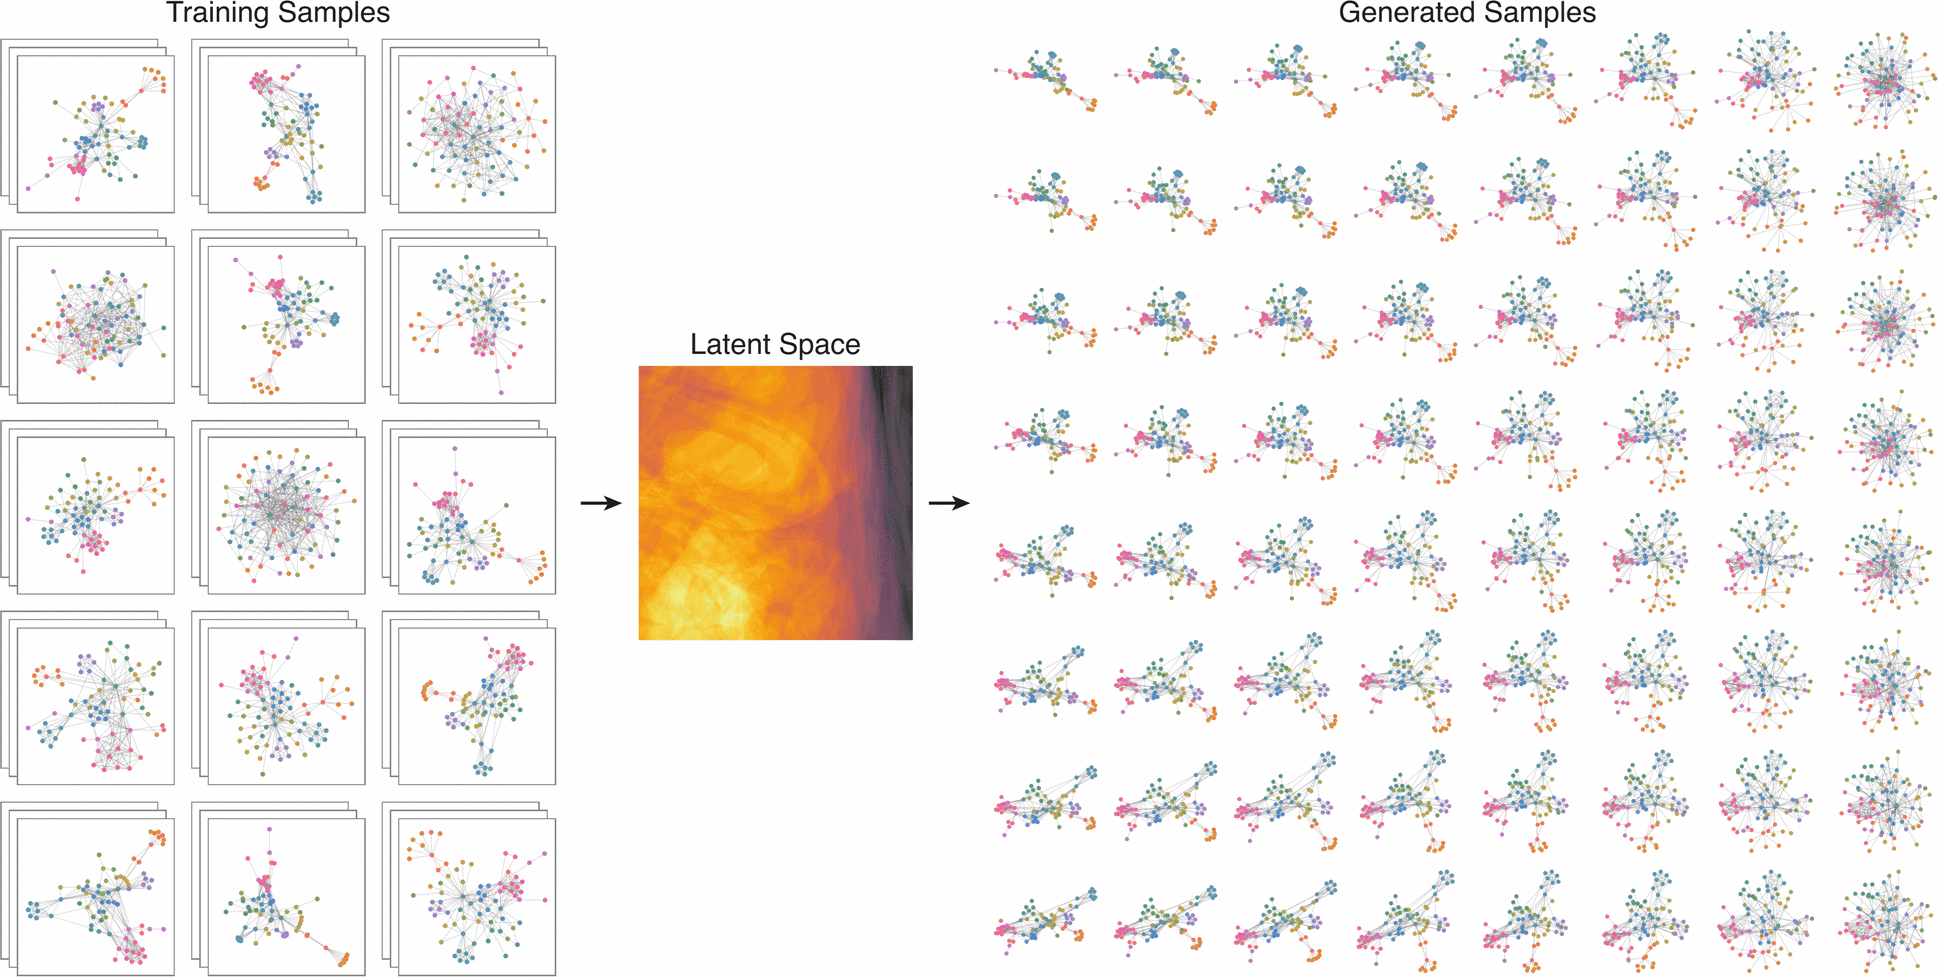 Training Samples
Latent Space
Generated Samples